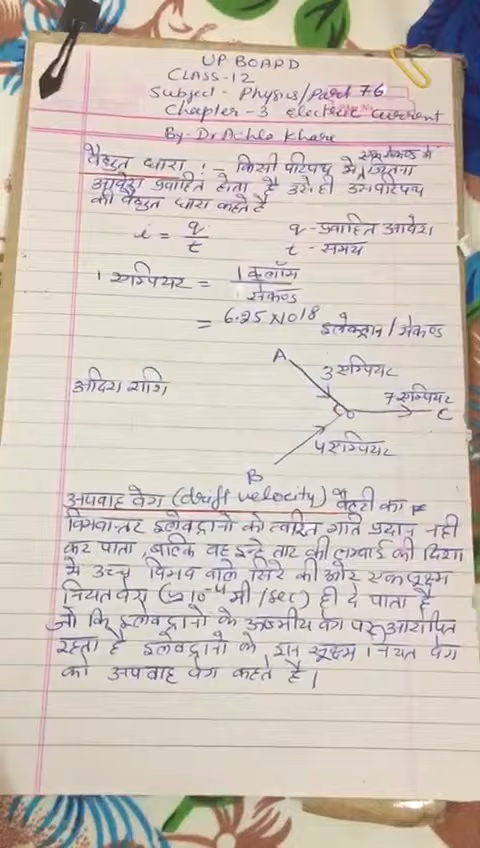 UP BOARD
CLASS-12
Subject - Physics/Part 76
Chapter-3 electric current
By- Dr Achla Khare
वैद्युत धारा :- किसी परिपथ में एक सेकेण्ड में जितना
आवेश प्रवाहित होता है उसे ही उस परिपथ
की वैद्युत धारा कहते है
i = q/t q - प्रवाहित आवेश
t - समय
1 एम्पियर = 1 कूलॉम / सेकण्ड
= 6.25 X1018 इलेक्ट्रान / सेकण्ड
A
3 एम्पियर
अदिश राशि
7 एम्पियर
C
O
4 एम्पियर
B
अपवाह वेग (drift velocity) बैटरी का
विभवान्तर इलेक्ट्रानो को त्वरित गति प्रदान नही
कर पाता, बल्कि वह इन्हे तार की लम्बाई की दिशा
मे उच्च विभव वाले सिरे की ओर एक सूक्ष्म
नियत वेग (≈10-4 मी /sec) ही दे पाता है
जो कि इलेक्ट्रानो के ऊष्मीय वेग पर आरोपित
रहता है इलेक्ट्रानो के इस सूक्ष्म नियत वेग
को अपवाह वेग कहते है।